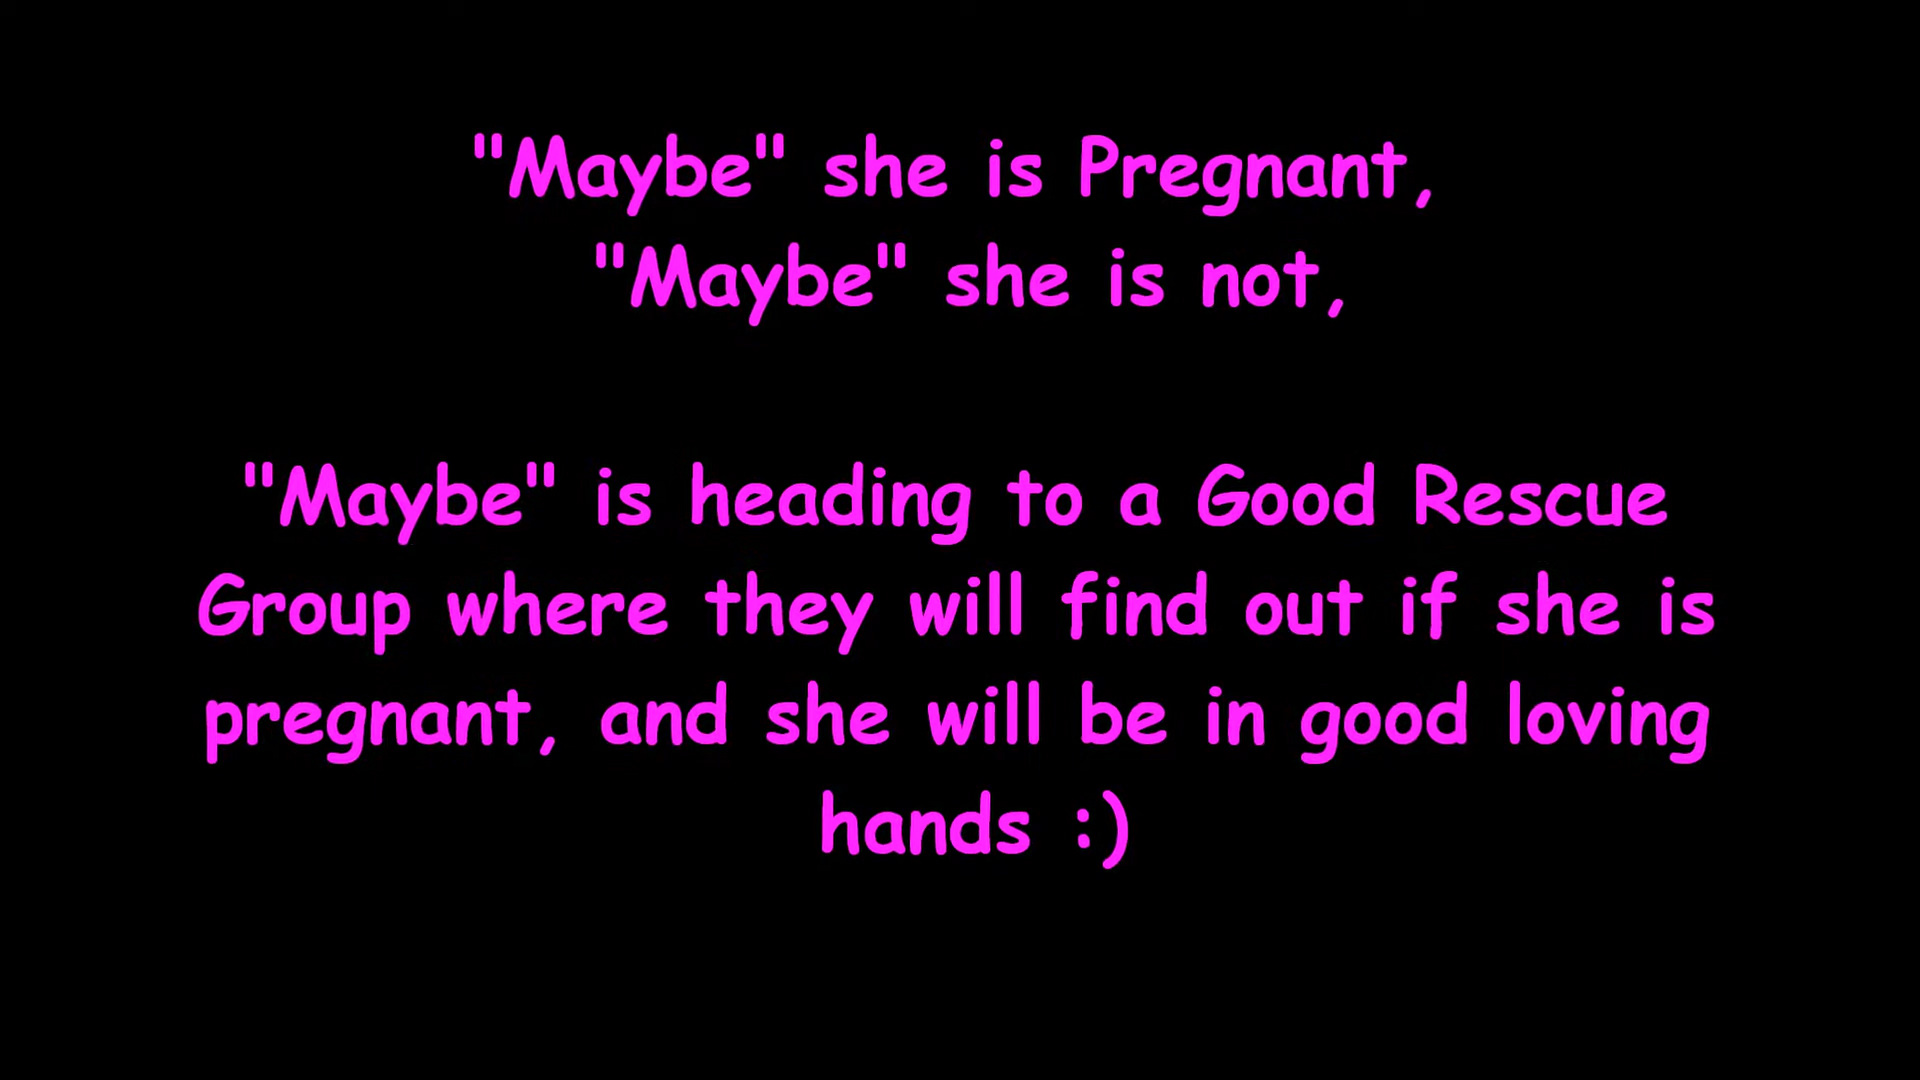 "Maybe" she is Pregnant,
"Maybe" she is not,
"Maybe" is heading to a Good Rescue
Group where they will find out if she is
pregnant, and she will be in good loving
hands :)